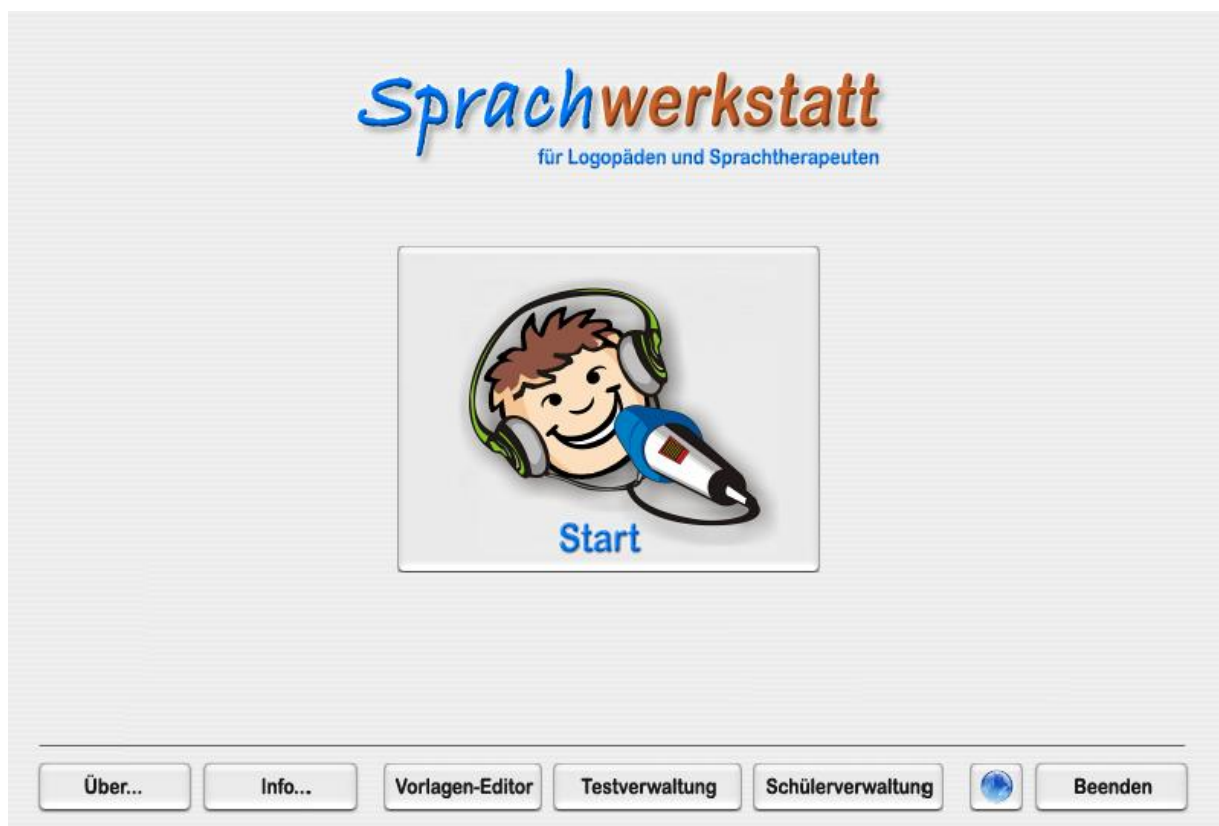 Sprachwerkstatt
für Logopäden und Sprachtherapeuten
Start
Über... Info... Vorlagen-Editor Testverwaltung Schülerverwaltung Beenden